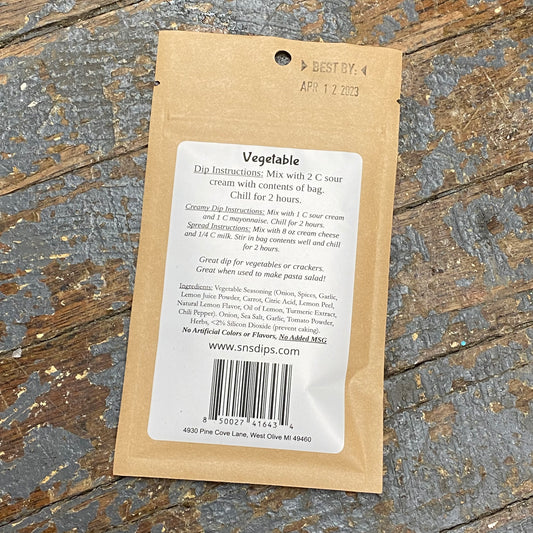 BEST BY:
APR 12 2023
Vegetable
Dip Instructions: Mix with 2 C sour
cream with contents of bag.
Chill for 2 hours.
Creamy Dip Instructions: Mix with 1 C sour cream
and 1 C mayonnaise. Chill for 2 hours.
Spread Instructions: Mix with 8 oz cream cheese
and 1/4 C milk. Stir in bag contents well and chill
for 2 hours.
Great dip for vegetables or crackers.
Great when used to make pasta salad!
Ingredients: Vegetable Seasoning (Onion, Spices, Garlic,
Lemon Juice Powder, Carrot, Citric Acid, Lemon Peel,
Natural Lemon Flavor, Oil of Lemon, Turmeric Extract,
Chili Pepper). Onion, Sea Salt, Garlic, Tomato Powder,
Herbs, <2% Silicon Dioxide (prevent caking).
No Artificial Colors or Flavors, No Added MSG
www.snsdips.com
8 50027 41643 4
4930 Pine Cove Lane, West Olive MI 49460